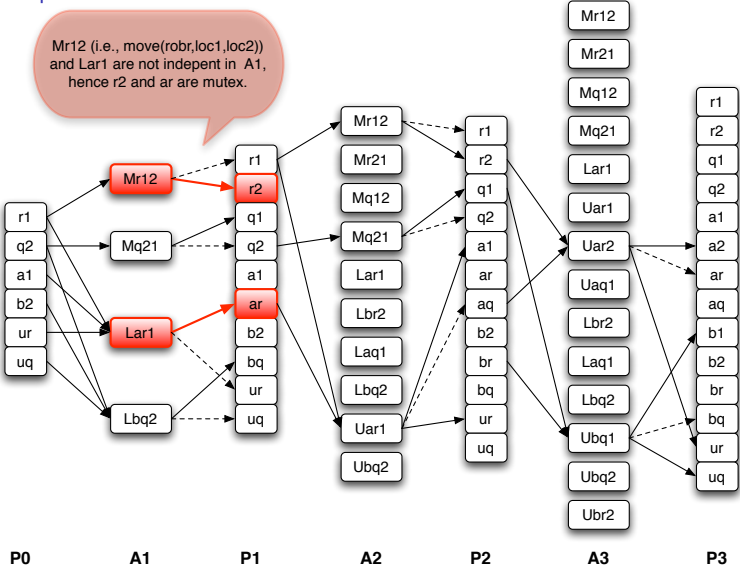 Mr12 (i.e., move(robr,loc1,loc2))
and Lar1 are not indepent in A1,
hence r2 and ar are mutex.
r1
q2
a1
b2
ur
uq
Mr12
Mq21
Lar1
Lbq2
r1
r2
q1
q2
a1
ar
b2
bq
ur
uq
Mr12
Mr21
Mq12
Mq21
Lar1
Lbr2
Laq1
Lbq2
Uar1
Ubq2
r1
r2
q1
q2
a1
ar
aq
b2
br
bq
ur
uq
Mr12
Mr21
Mq12
Mq21
Lar1
Uar1
Uar2
Uaq1
Lbr2
Laq1
Lbq2
Ubq1
Ubq2
Ubr2
r1
r2
q1
q2
a1
a2
ar
aq
b1
b2
br
bq
ur
uq
P0 A1 P1 A2 P2 A3 P3